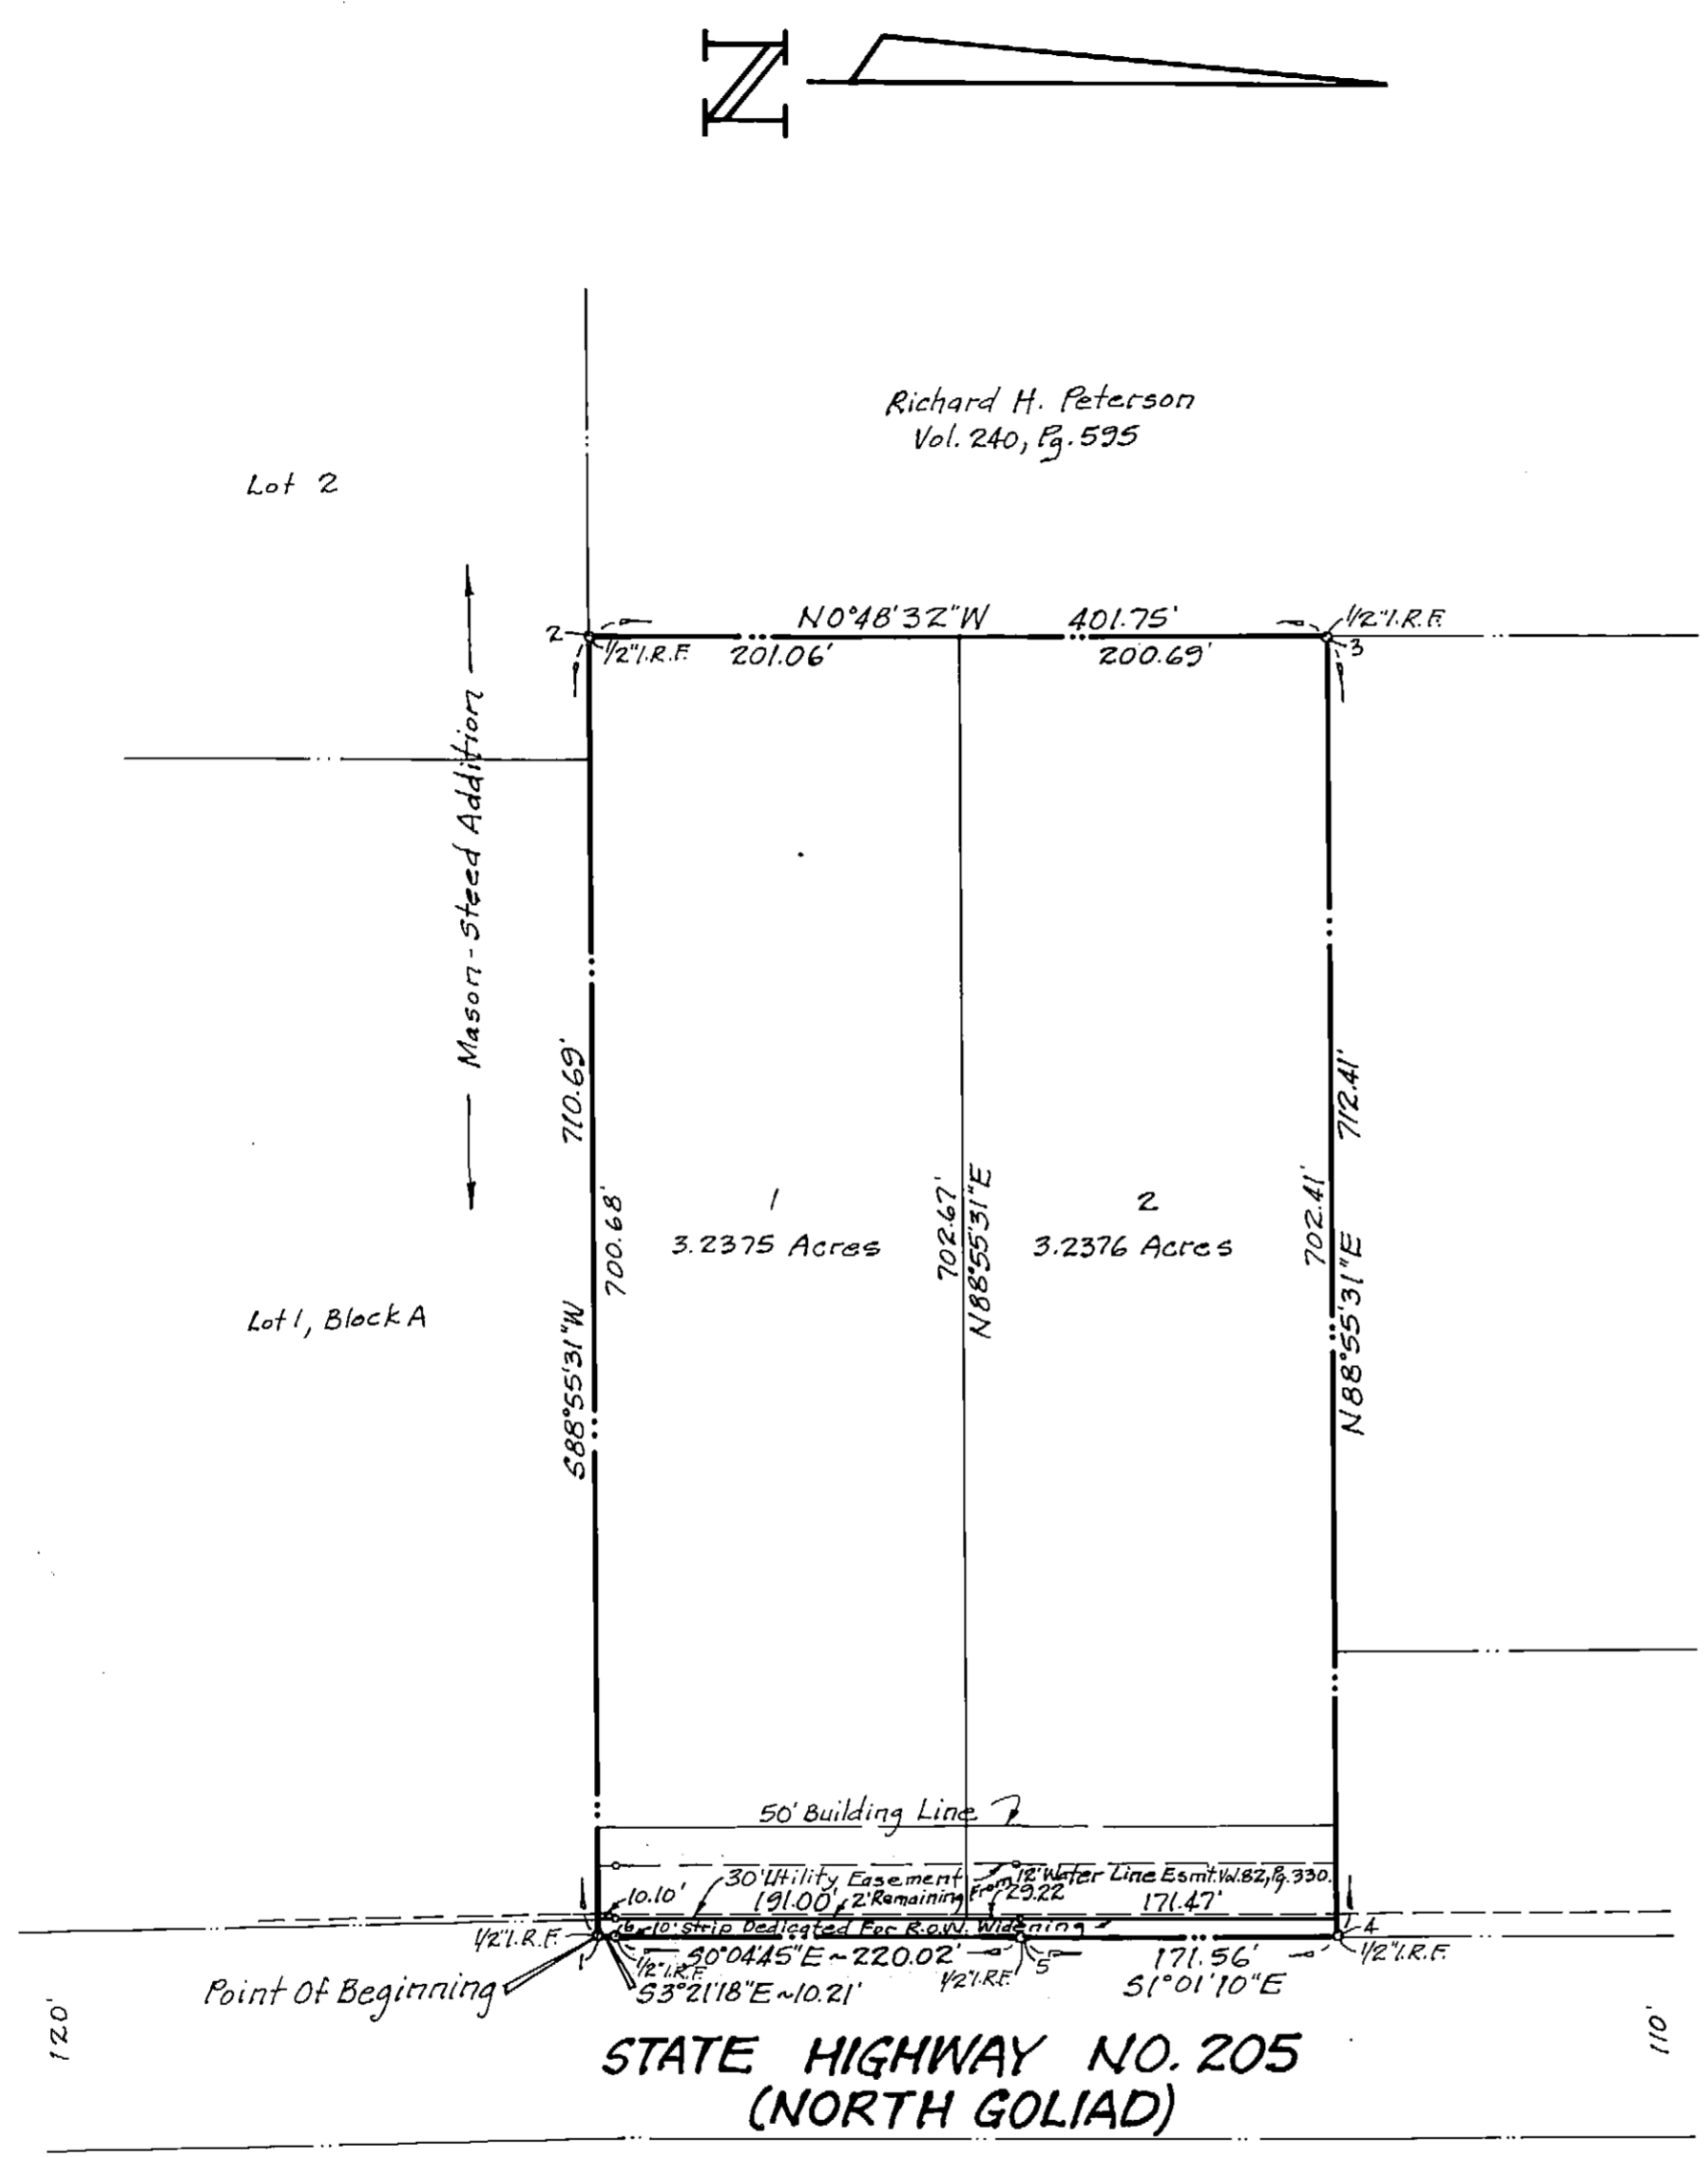 N
Richard H. Peterson
Vol. 240, Pg. 595
Lot 2
N0°48'32"W 401.75'
1/2" I.R.F.
2
1/2" I.R.F. 201.06'
200.69'
3
Mason-Steed Addition
710.69'
S88°55'31"W
700.68'
1
3.2375 Acres
702.67'
N88°55'31"E
2
3.2376 Acres
702.41'
712.41'
N88°55'31"E
Lot 1, Block A
50' Building Line
30' Utility Easement
12' Water Line Esmt. Vol. 82, Pg. 330.
10.10'
191.00'
2' Remaining From
29.22
171.47'
6
10' Strip Dedicated For R.O.W. Widening
4
1/2" I.R.F.
1
1/2" I.R.F.
S0°04'45"E ~ 220.02'
1/2" I.R.F.
5
171.56'
1/2" I.R.F.
Point Of Beginning
S3°21'18"E ~ 10.21'
S1°01'10"E
120'
110'
STATE HIGHWAY NO. 205
(NORTH GOLIAD)